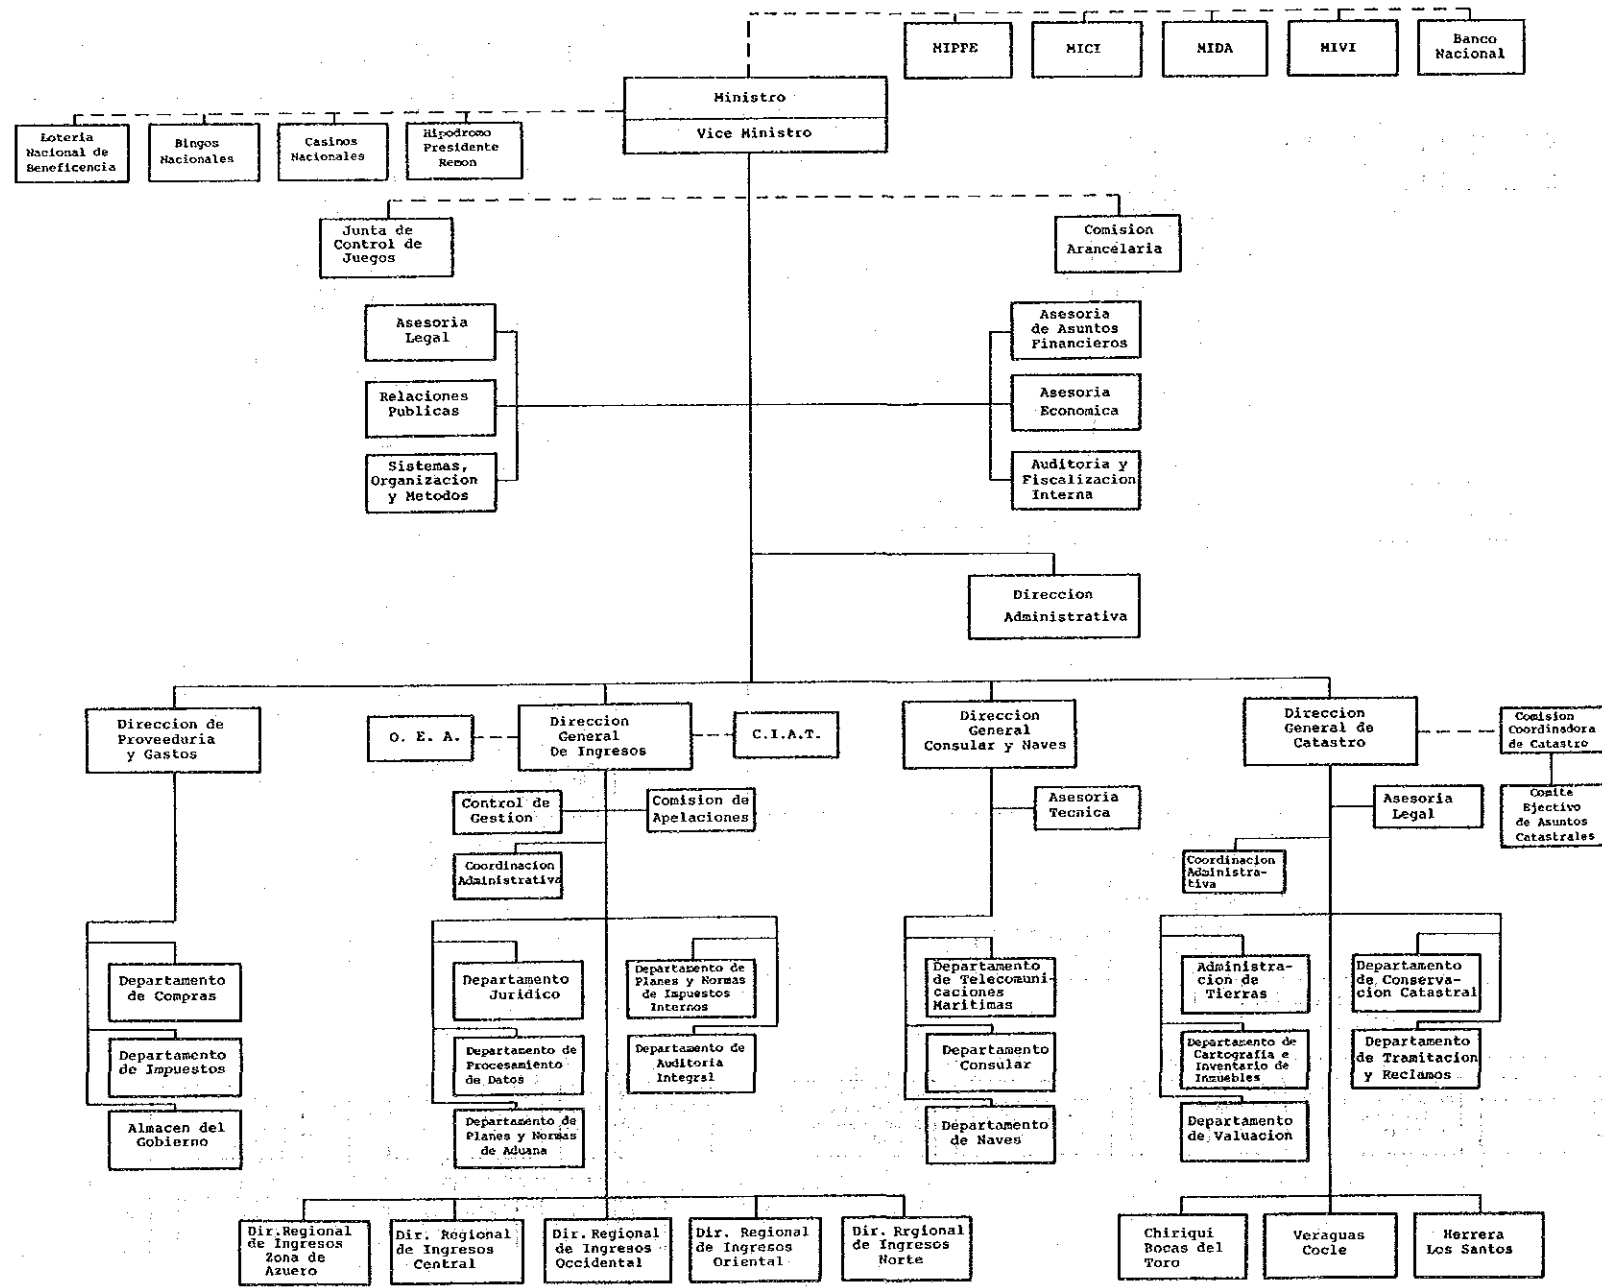 MIPPE
MICI
MIDA
MIVI
Banco
Nacional
Ministro
Vice Ministro
Loteria
Nacional de
Beneficencia
Bingos
Nacionales
Casinos
Nacionales
Hipodromo
Presidente
Remon
Junta de
Control de
Juegos
Comision
Arancelaria
Asesoria
Legal
Asesoria
de Asuntos
Financieros
Relaciones
Publicas
Asesoria
Economica
Sistemas,
Organizacion
y Metodos
Auditoria y
Fiscalizacion
Interna
Direccion
Administrativa
Direccion de
Proveeduria
y Gastos
O. E. A.
Direccion
General
De Ingresos
C.I.A.T.
Direccion
General
Consular y Naves
Direccion
General de
Catastro
Comision
Coordinadora
de Catastro
Control de
Gestion
Comision de
Apelaciones
Asesoria
Tecnica
Asesoria
Legal
Comite
Ejectivo
de Asuntos
Catastrales
Coordinacion
Administrativa
Coordinacion
Administra-
tiva
Departamento
de Compras
Departamento
Juridico
Departamento de
Planes y Normas
de Impuestos
Internos
Departamento
de Telecomuni-
caciones
Maritimas
Administra-
cion de
Tierras
Departamento
de Conserva-
cion Catastral
Departamento
de Impuestos
Departamento de
Procesamiento
de Datos
Departamento de
Auditoria
Integral
Departamento
Consular
Departamento de
Cartografia e
Inventario de
Inmuebles
Departamento
de Tramitacion
y Reclamos
Almacen del
Gobierno
Departamento de
Planes y Normas
de Aduana
Departamento
de Naves
Departamento
de Valuacion
Dir.Regional
de Ingresos
Zona de
Azuero
Dir. Regional
de Ingresos
Central
Dir. Regional
de Ingresos
Occidental
Dir. Regional
de Ingresos
Oriental
Dir. Rrgional
de Ingresos
Norte
Chiriqui
Bocas del
Toro
Veraguas
Cocle
Herrera
Los Santos